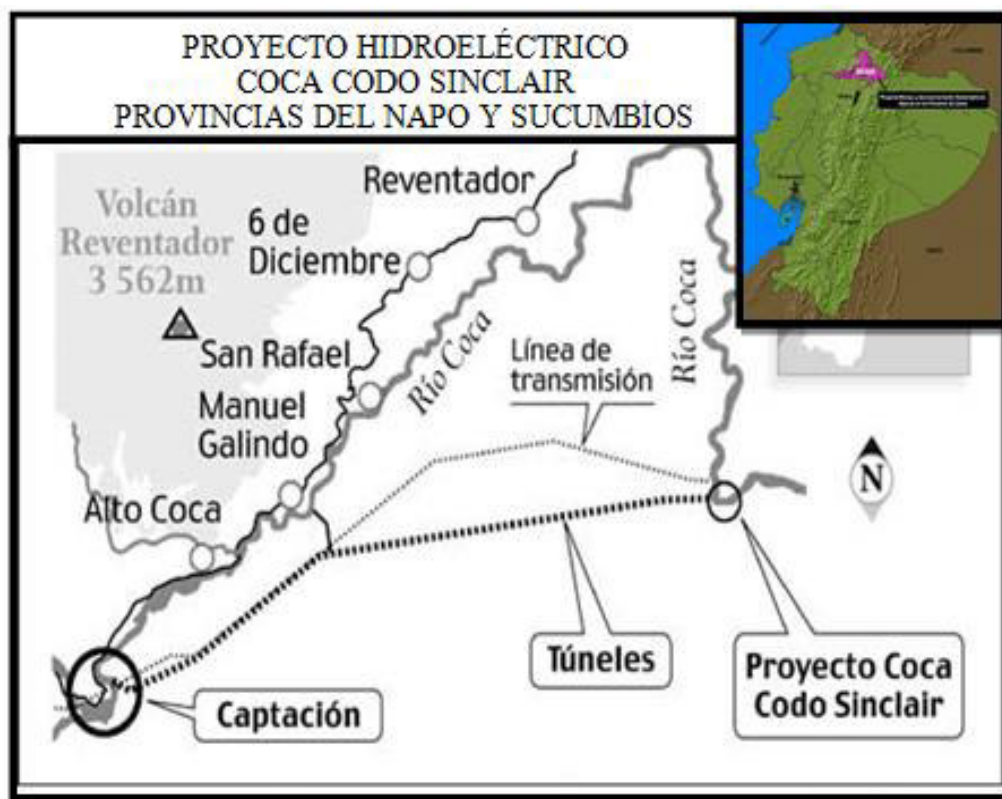 PROYECTO HIDROELÉCTRICO
COCA CODO SINCLAIR
PROVINCIAS DEL NAPO Y SUCUMBIOS
Volcán
Reventador
3 562m
Reventador
6 de
Diciembre
San Rafael
Manuel
Galindo
Alto Coca
Río Coca
Río Coca
Línea de
transmisión
N
Túneles
Captación
Proyecto Coca
Codo Sinclair